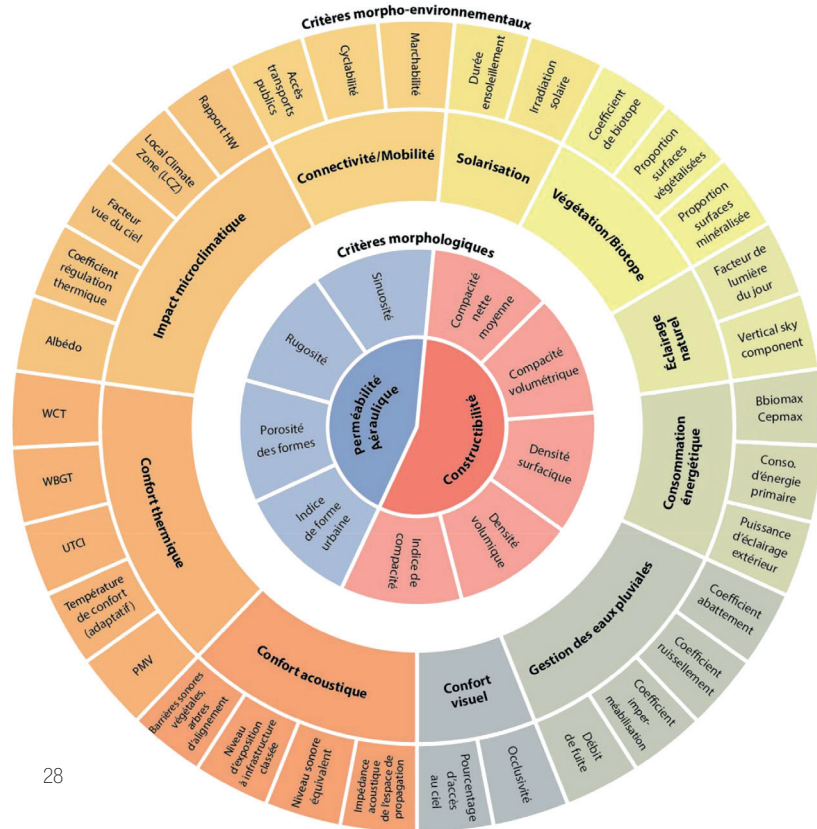 Critères morpho-environnementaux
Accès
transports
publics
Cyclabilité
Marchabilité
Durée
ensoleillement
Irradiation
solaire
Coefficient
de biotope
Proportion
surfaces
végétalisées
Proportion
surfaces
minéralisée
Facteur de
lumière
du jour
Vertical sky
component
Bbiomax
Cepmax
Conso.
d'énergie
primaire
Puissance
d'éclairage
extérieur
Coefficient
abattement
Coefficient
ruissellement
Coefficient
imper-
méabilisation
Débit
de fuite
Occlusivité
Pourcentage
d'accès
au ciel
Impédance
acoustique
de l'espace de
propagation
Niveau sonore
équivalent
Niveau
d'exposition
à infrastructure
classée
Barrières sonores
végétales,
arbres
d'alignement
PMV
Température
de confort
(adaptatif)
UTCI
WBGT
WCT
Albédo
Coefficient
régulation
thermique
Facteur
vue du ciel
Local Climate
Zone (LCZ)
Rapport HW
Connectivité/Mobilité
Solarisation
Végétation/Biotope
Éclairage
naturel
Consommation
énergétique
Gestion des eaux pluviales
Confort
visuel
Confort acoustique
Confort thermique
Impact microclimatique
Critères morphologiques
Sinuosité
Compacité
nette
moyenne
Compacité
volumétrique
Densité
surfacique
Densité
volumique
Indice de
compacité
Indice
de forme
urbaine
Porosité
des formes
Rugosité
Perméabilité
Aéraulique
Constructibilité
28